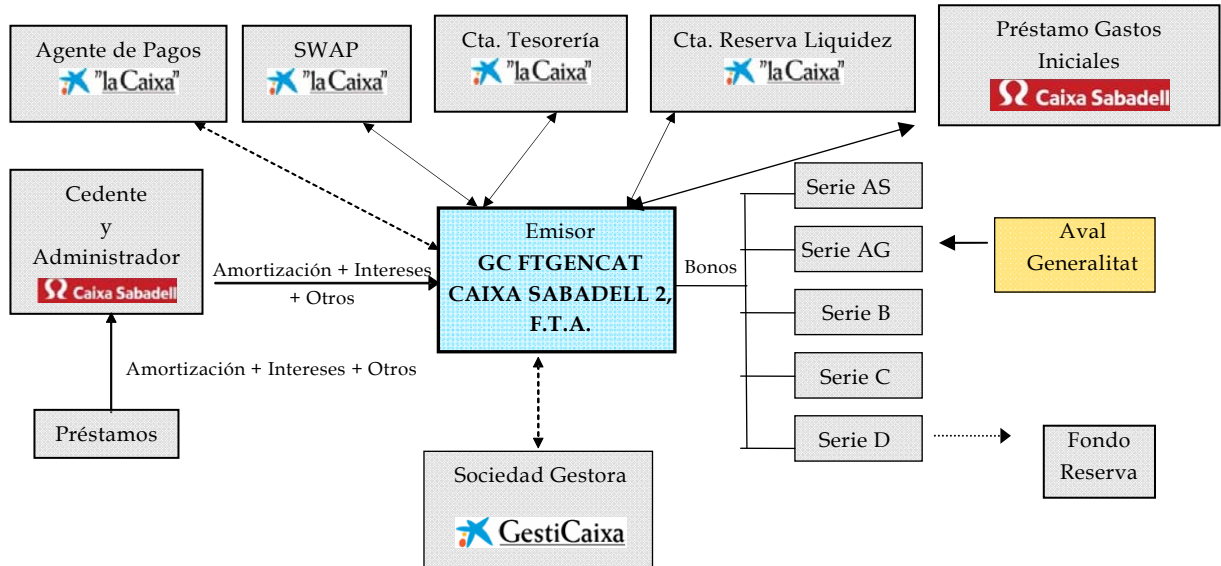 Agente de Pagos
"la Caixa"
SWAP
"la Caixa"
Cta. Tesorería
"la Caixa"
Cta. Reserva Liquidez
"la Caixa"
Préstamo Gastos
Iniciales
Caixa Sabadell
Cedente
y
Administrador
Caixa Sabadell
Amortización + Intereses
+ Otros
Emisor
GC FTGENCAT
CAIXA SABADELL 2,
F.T.A.
Bonos
Serie AS
Serie AG
Serie B
Serie C
Serie D
Aval
Generalitat
Amortización + Intereses + Otros
Préstamos
Sociedad Gestora
GestiCaixa
Fondo
Reserva